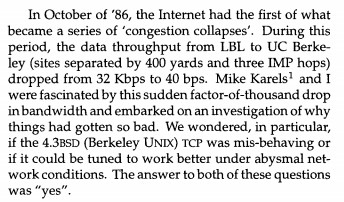 In October of '86, the Internet had the first of what
became a series of 'congestion collapses'. During this
period, the data throughput from LBL to UC Berke-
ley (sites separated by 400 yards and three IMP hops)
dropped from 32 Kbps to 40 bps. Mike Karels¹ and I
were fascinated by this sudden factor-of-thousand drop
in bandwidth and embarked on an investigation of why
things had gotten so bad. We wondered, in particular,
if the 4.3BSD (Berkeley UNIX) TCP was mis-behaving or
if it could be tuned to work better under abysmal net-
work conditions. The answer to both of these questions
was "yes".